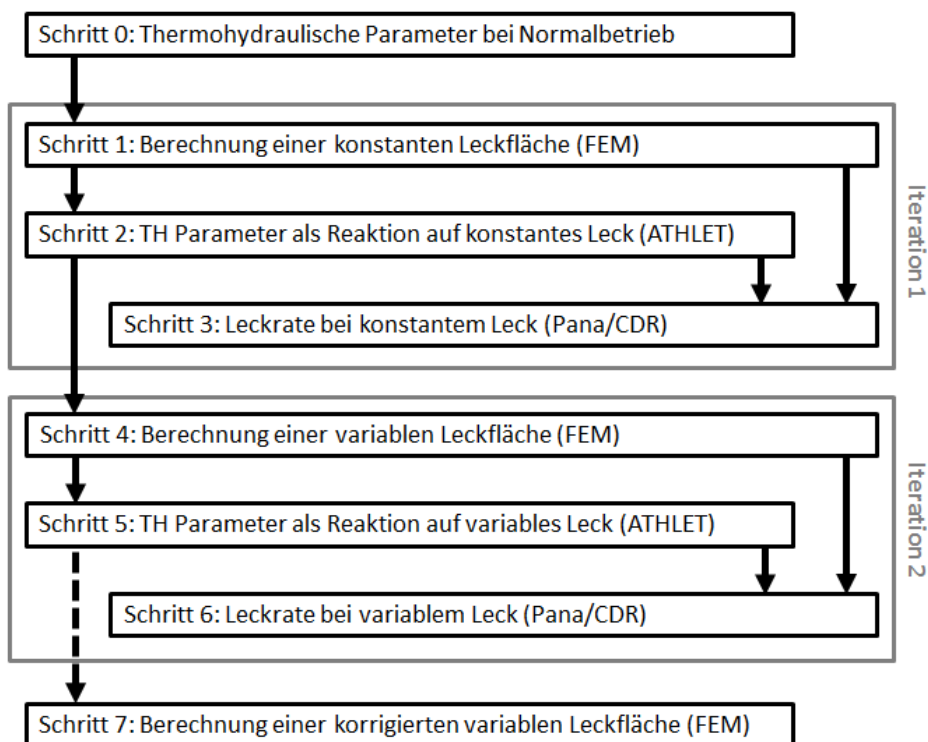 Schritt 0: Thermohydraulische Parameter bei Normalbetrieb
Schritt 1: Berechnung einer konstanten Leckfläche (FEM)
Schritt 2: TH Parameter als Reaktion auf konstantes Leck (ATHLET)
Schritt 3: Leckrate bei konstantem Leck (Pana/CDR)
Iteration 1
Schritt 4: Berechnung einer variablen Leckfläche (FEM)
Schritt 5: TH Parameter als Reaktion auf variables Leck (ATHLET)
Schritt 6: Leckrate bei variablem Leck (Pana/CDR)
Iteration 2
Schritt 7: Berechnung einer korrigierten variablen Leckfläche (FEM)